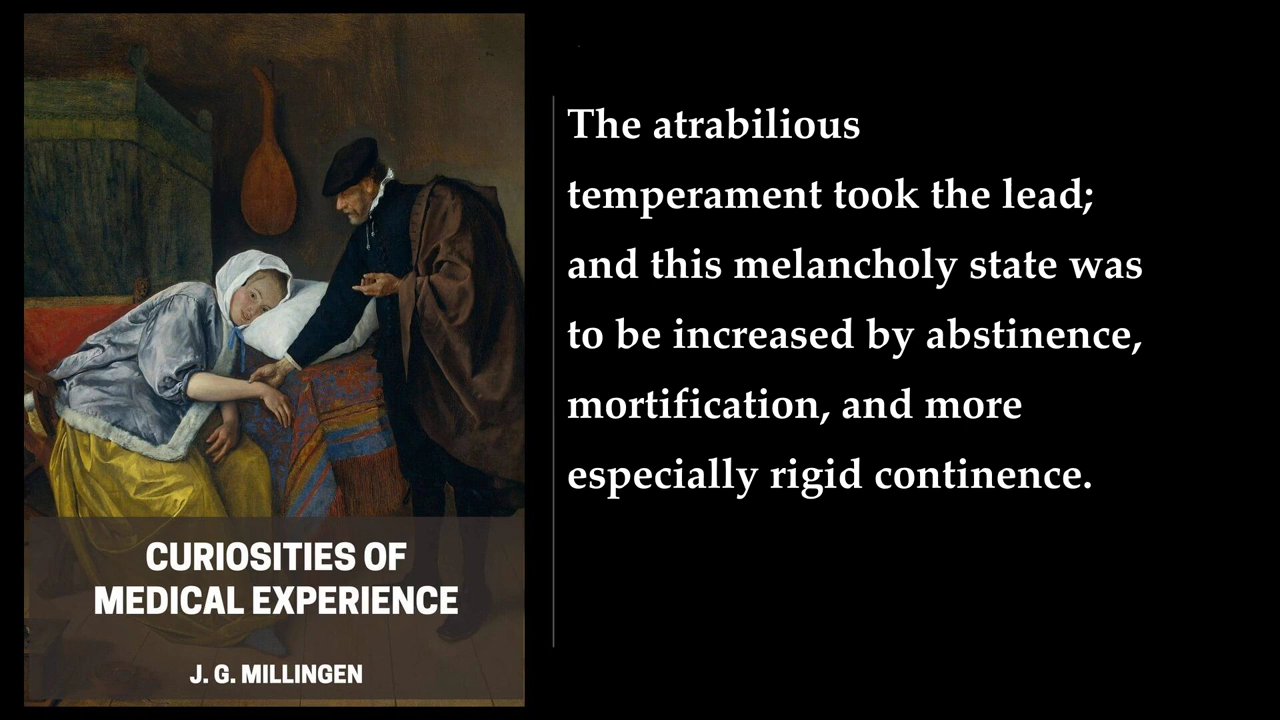 The atrabilious
temperament took the lead;
and this melancholy state was
to be increased by abstinence,
mortification, and more
especially rigid continence.
CURIOSITIES OF
MEDICAL EXPERIENCE
J. G. MILLINGEN